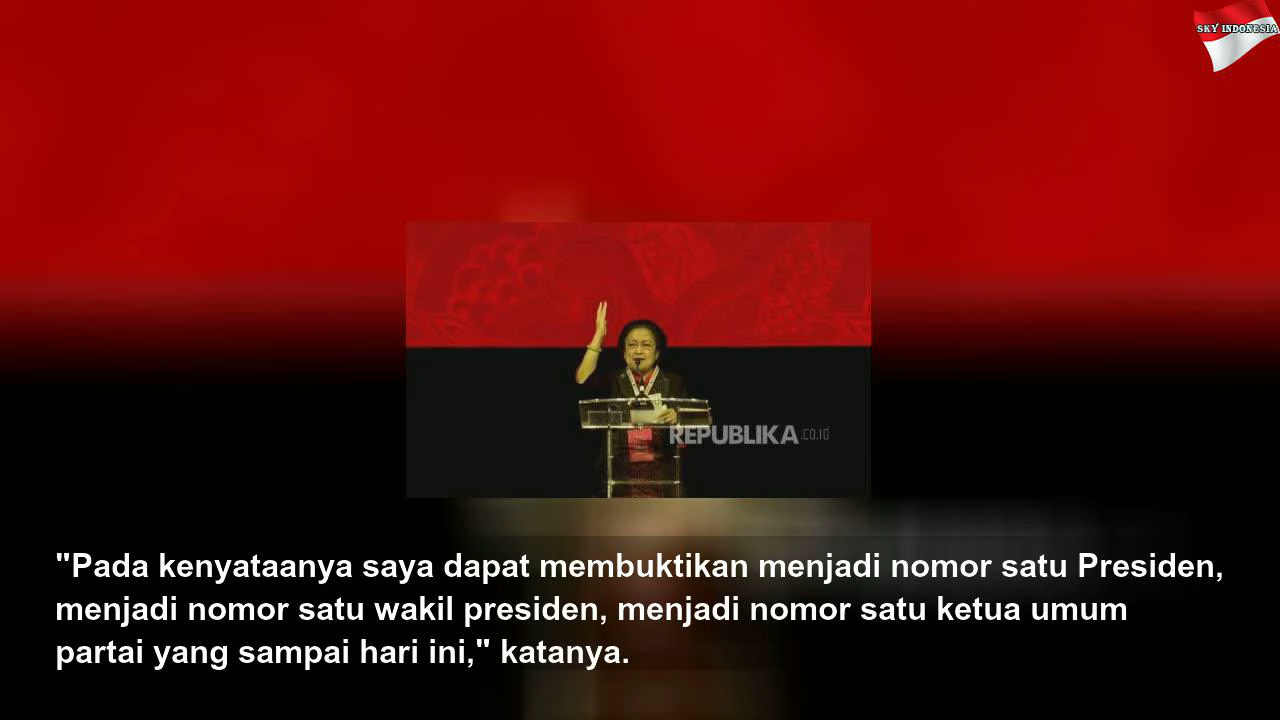 SKY INDONESIA
REPUBLIKA.co.id
"Pada kenyataanya saya dapat membuktikan menjadi nomor satu Presiden,
menjadi nomor satu wakil presiden, menjadi nomor satu ketua umum
partai yang sampai hari ini," katanya.